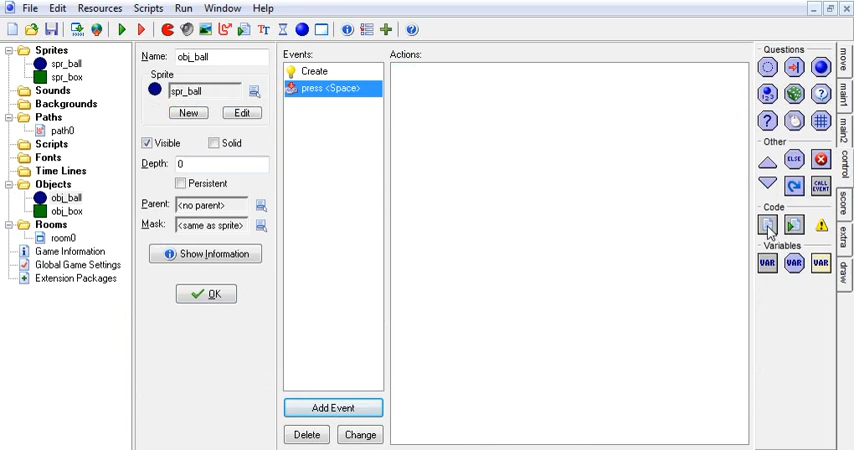 File Edit Resources Scripts Run Window Help
Sprites
spr_ball
spr_box
Sounds
Backgrounds
Paths
path0
Scripts
Fonts
Time Lines
Objects
obj_ball
obj_box
Rooms
room0
Game Information
Global Game Settings
Extension Packages
Name: obj_ball
Sprite
spr_ball
New Edit
Visible Solid
Depth: 0
Persistent
Parent: <no parent>
Mask: <same as sprite>
Show Information
OK
Events:
Create
press <Space>
Add Event
Delete Change
Actions:
Questions
Other
ELSE
CALL EVENT
Code
Variables
VAR VAR VAR
move
main1
main2
control
score
extra
draw